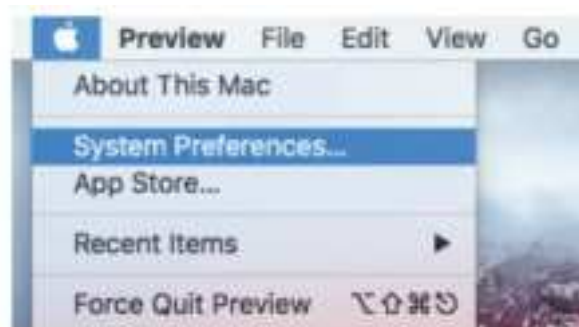 Preview File Edit View Go
About This Mac
System Preferences...
App Store...
Recent Items
Force Quit Preview ⌥⇧⌘⎋